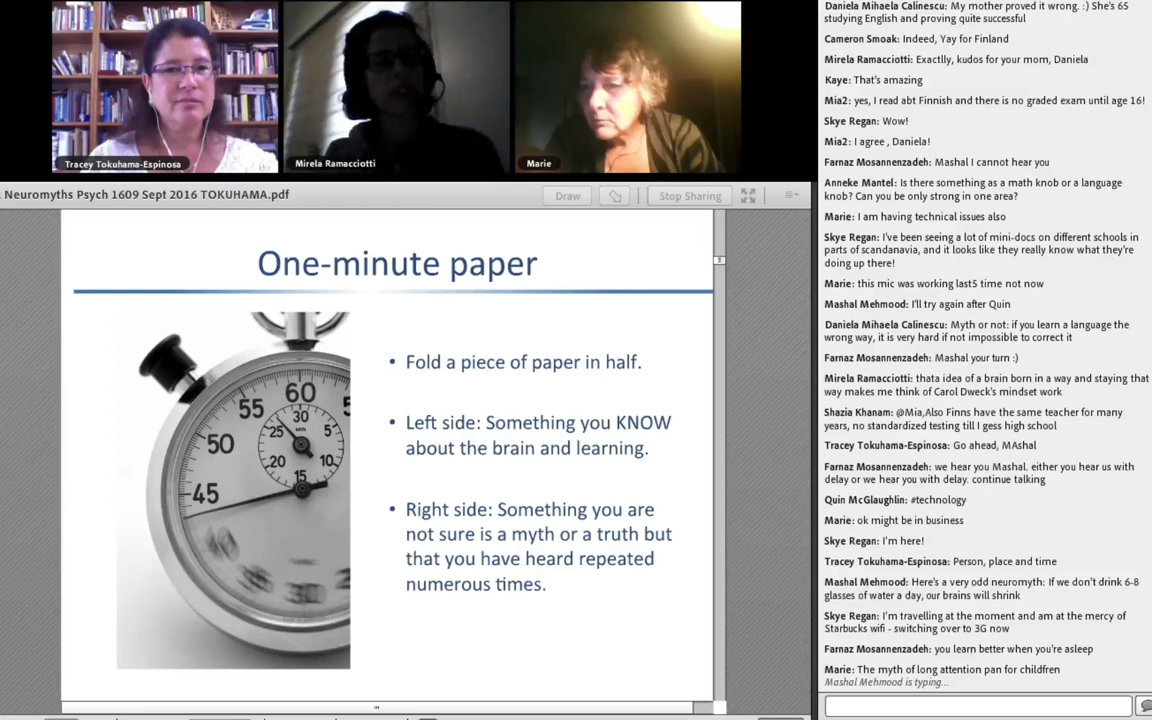 Tracey Tokuhama-Espinosa
Mirela Ramacciotti
Marie
Neuromyths Psych 1609 Sept 2016 TOKUHAMA.pdf
Draw
Stop Sharing
One-minute paper
• Fold a piece of paper in half.
• Left side: Something you KNOW
about the brain and learning.
• Right side: Something you are
not sure is a myth or a truth but
that you have heard repeated
numerous times.
60
55
50
45
30
25
5
20
10
15
Daniela Mihaela Calinescu: My mother proved it wrong. :) She's 65
studying English and proving quite successful
Cameron Smoak: Indeed, Yay for Finland
Mirela Ramacciotti: Exactlly, kudos for your mom, Daniela
Kaye: That's amazing
Mia2: yes, I read abt Finnish and there is no graded exam until age 16!
Skye Regan: Wow!
Mia2: I agree , Daniela!
Farnaz Mosannenzadeh: Mashal I cannot hear you
Anneke Mantel: Is there something as a math knob or a language
knob? Can you be only strong in one area?
Marie: I am having technical issues also
Skye Regan: I've been seeing a lot of mini-docs on different schools in
parts of scandanavia, and it looks like they really know what they're
doing up there!
Marie: this mic was working last5 time not now
Mashal Mehmood: I'll try again after Quin
Daniela Mihaela Calinescu: Myth or not: if you learn a language the
wrong way, it is very hard if not impossible to correct it
Farnaz Mosannenzadeh: Mashal your turn :)
Mirela Ramacciotti: thata idea of a brain born in a way and staying that
way makes me think of Carol Dweck's mindset work
Shazia Khanam: @Mia,Also Finns have the same teacher for many
years, no standardized testing till I gess high school
Tracey Tokuhama-Espinosa: Go ahead, MAshal
Farnaz Mosannenzadeh: we hear you Mashal. either you hear us with
delay or we hear you with delay. continue talking
Quin McGlaughlin: #technology
Marie: ok might be in business
Skye Regan: I'm here!
Tracey Tokuhama-Espinosa: Person, place and time
Mashal Mehmood: Here's a very odd neuromyth: If we don't drink 6-8
glasses of water a day, our brains will shrink
Skye Regan: I'm travelling at the moment and am at the mercy of
Starbucks wifi - switching over to 3G now
Farnaz Mosannenzadeh: you learn better when you're asleep
Marie: The myth of long attention pan for childfren
Mashal Mehmood is typing...